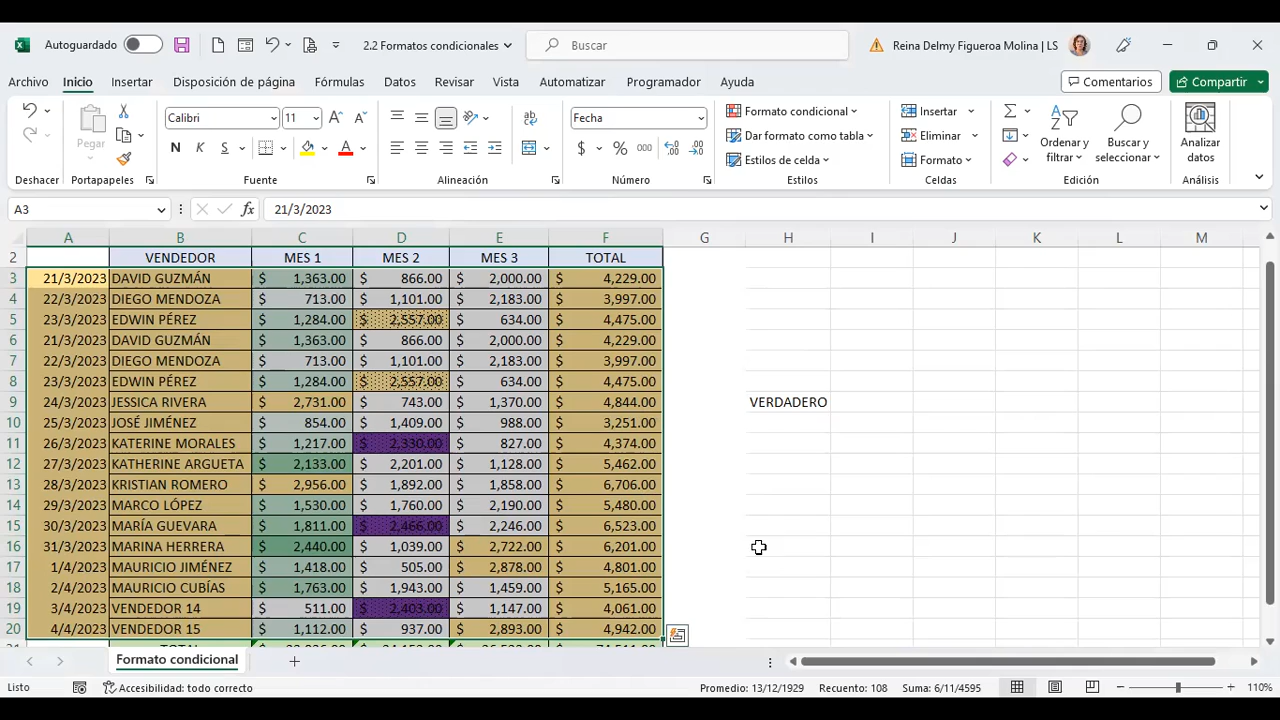 Autoguardado 2.2 Formatos condicionales Buscar Reina Delmy Figueroa Molina | LS
Archivo Inicio Insertar Disposición de página Fórmulas Datos Revisar Vista Automatizar Programador Ayuda Comentarios Compartir
Pegar
Calibri 11
N K S
Fecha
$ % 000
Formato condicional
Dar formato como tabla
Estilos de celda
Insertar
Eliminar
Formato
Ordenar y filtrar
Buscar y seleccionar
Analizar datos
Deshacer Portapapeles Fuente Alineación Número Estilos Celdas Edición Análisis
A3 fx 21/3/2023
A B C D E F G H I J K L M
2 VENDEDOR MES 1 MES 2 MES 3 TOTAL
3 21/3/2023 DAVID GUZMÁN $ 1,363.00 $ 866.00 $ 2,000.00 $ 4,229.00
4 22/3/2023 DIEGO MENDOZA $ 713.00 $ 1,101.00 $ 2,183.00 $ 3,997.00
5 23/3/2023 EDWIN PÉREZ $ 1,284.00 $ 2,557.00 $ 634.00 $ 4,475.00
6 21/3/2023 DAVID GUZMÁN $ 1,363.00 $ 866.00 $ 2,000.00 $ 4,229.00
7 22/3/2023 DIEGO MENDOZA $ 713.00 $ 1,101.00 $ 2,183.00 $ 3,997.00
8 23/3/2023 EDWIN PÉREZ $ 1,284.00 $ 2,557.00 $ 634.00 $ 4,475.00
9 24/3/2023 JESSICA RIVERA $ 2,731.00 $ 743.00 $ 1,370.00 $ 4,844.00 VERDADERO
10 25/3/2023 JOSÉ JIMÉNEZ $ 854.00 $ 1,409.00 $ 988.00 $ 3,251.00
11 26/3/2023 KATERINE MORALES $ 1,217.00 $ 2,330.00 $ 827.00 $ 4,374.00
12 27/3/2023 KATHERINE ARGUETA $ 2,133.00 $ 2,201.00 $ 1,128.00 $ 5,462.00
13 28/3/2023 KRISTIAN ROMERO $ 2,956.00 $ 1,892.00 $ 1,858.00 $ 6,706.00
14 29/3/2023 MARCO LÓPEZ $ 1,530.00 $ 1,760.00 $ 2,190.00 $ 5,480.00
15 30/3/2023 MARÍA GUEVARA $ 1,811.00 $ 2,466.00 $ 2,246.00 $ 6,523.00
16 31/3/2023 MARINA HERRERA $ 2,440.00 $ 1,039.00 $ 2,722.00 $ 6,201.00
17 1/4/2023 MAURICIO JIMÉNEZ $ 1,418.00 $ 505.00 $ 2,878.00 $ 4,801.00
18 2/4/2023 MAURICIO CUBÍAS $ 1,763.00 $ 1,943.00 $ 1,459.00 $ 5,165.00
19 3/4/2023 VENDEDOR 14 $ 511.00 $ 2,403.00 $ 1,147.00 $ 4,061.00
20 4/4/2023 VENDEDOR 15 $ 1,112.00 $ 937.00 $ 2,893.00 $ 4,942.00
Formato condicional
Listo Accesibilidad: todo correcto Promedio: 13/12/1929 Recuento: 108 Suma: 6/11/4595 110%